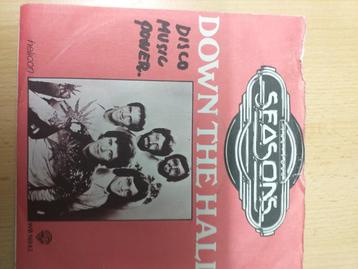 SEASONS
DOWN THE HALL
DISCO
MUSIC
POWER.